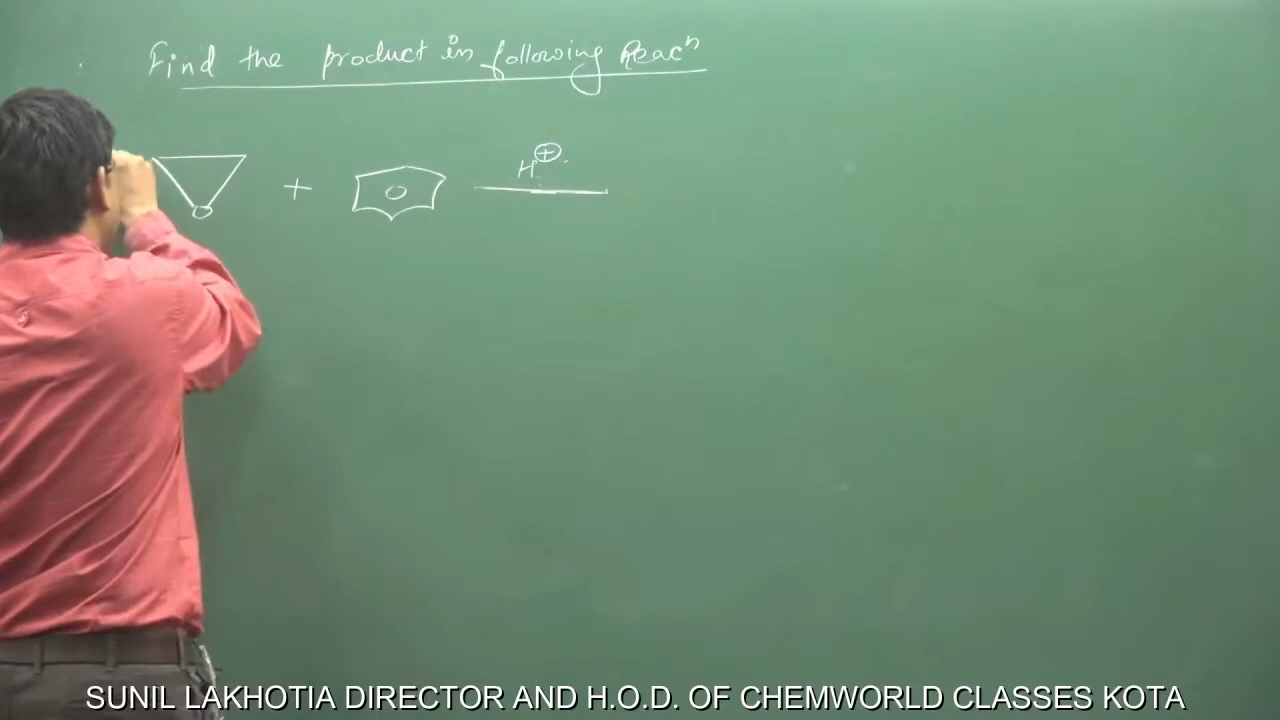 Find the product in following Reacⁿ
O + H⊕
SUNIL LAKHOTIA DIRECTOR AND H.O.D. OF CHEMWORLD CLASSES KOTA